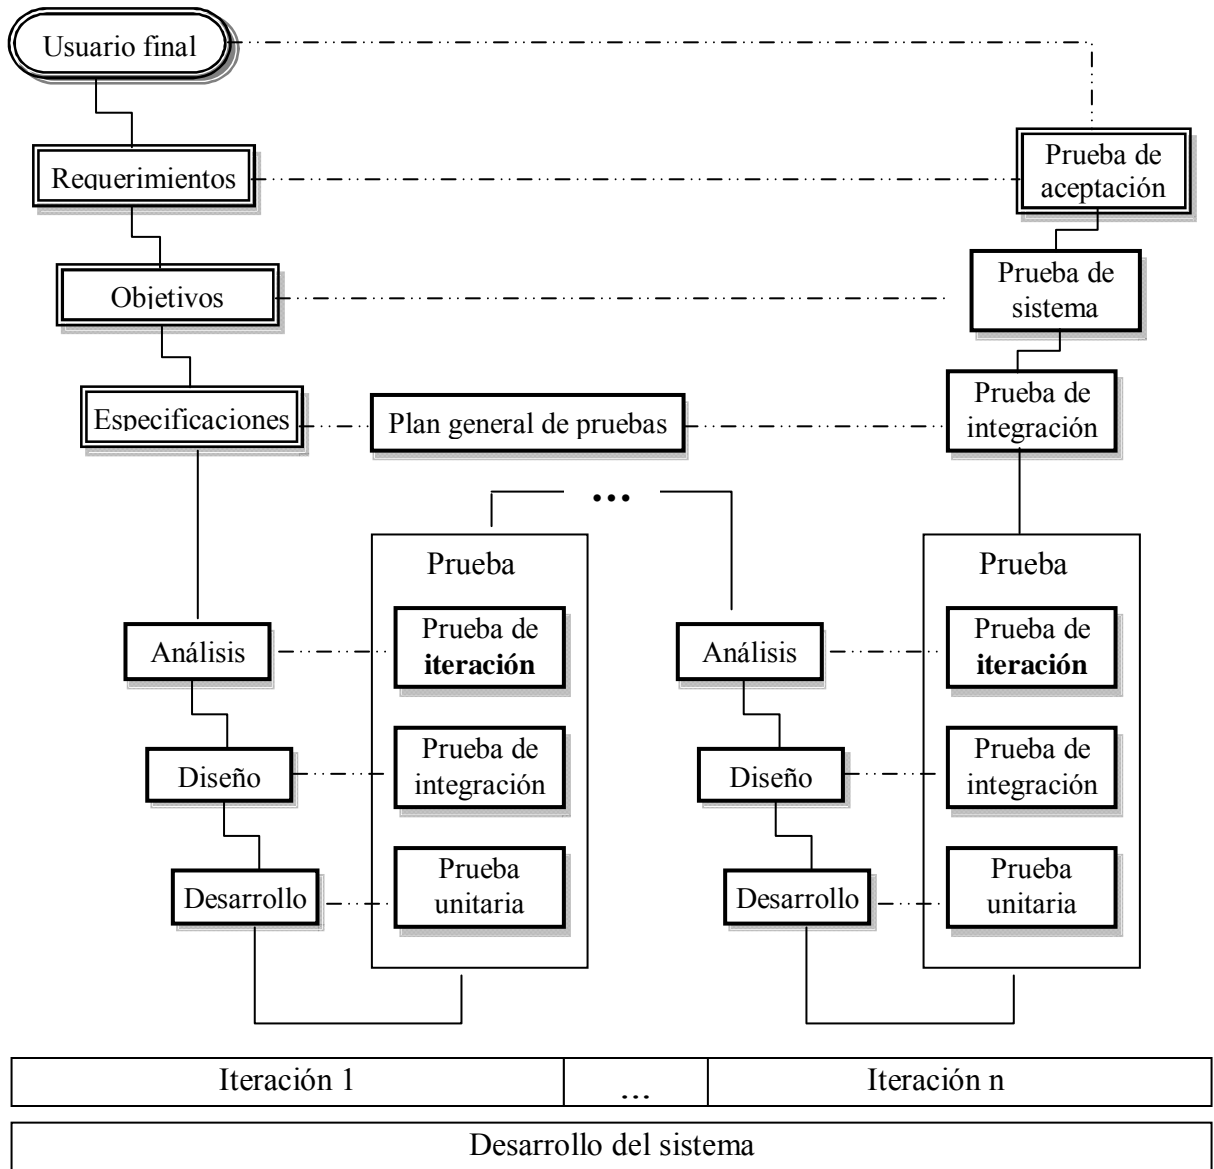 Usuario final
Requerimientos
Prueba de
aceptación
Objetivos
Prueba de
sistema
Especificaciones
Plan general de pruebas
Prueba de
integración
...
Prueba
Prueba
Análisis
Prueba de
iteración
Análisis
Prueba de
iteración
Diseño
Prueba de
integración
Diseño
Prueba de
integración
Desarrollo
Prueba
unitaria
Desarrollo
Prueba
unitaria
Iteración 1
...
Iteración n
Desarrollo del sistema